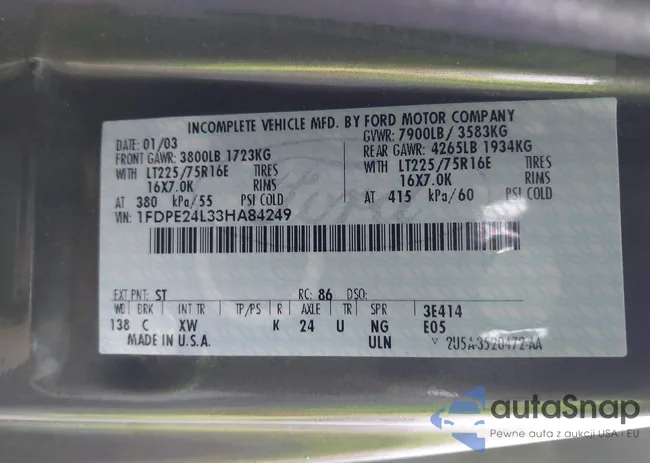 INCOMPLETE VEHICLE MFD. BY FORD MOTOR COMPANY
DATE: 01/03 GVWR: 7900LB / 3583KG
FRONT GAWR: 3800LB 1723KG REAR GAWR: 4265LB 1934KG
WITH LT225/75R16E TIRES WITH LT225/75R16E TIRES
16X7.0K RIMS 16X7.0K RIMS
AT 380 kPa/55 PSI COLD AT 415 kPa/60 PSI COLD
VIN: 1FDPE24L33HA84249
Ford
EXT PNT: ST RC: 86 DSO:
WB BRK INT TR TP/PS R AXLE TR SPR 3E414
138 C XW K 24 U NG E05
MADE IN U.S.A. ULN ▽ 2U5A-3520472-AA
autaSnap
Pewne auta z aukcji USA i EU